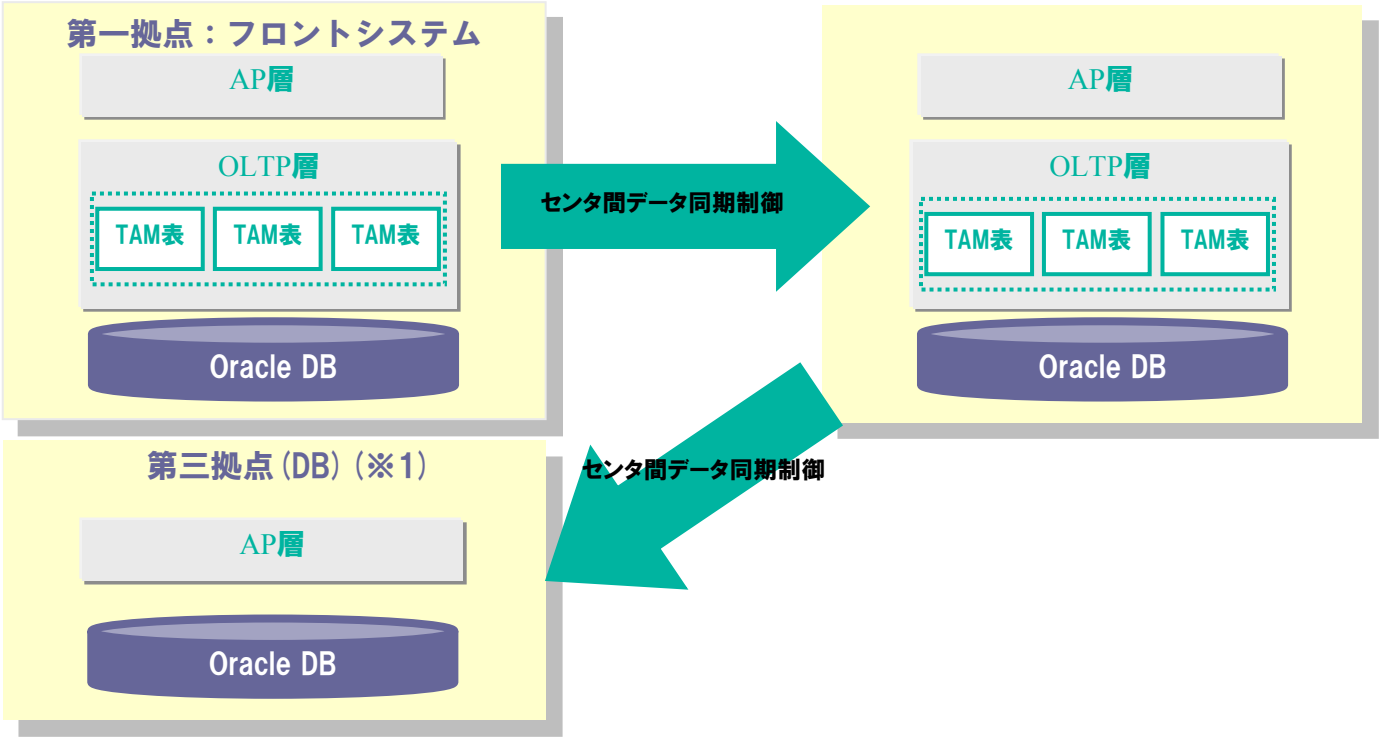 第一拠点：フロントシステム
AP層
OLTP層
TAM表 TAM表 TAM表
Oracle DB
センタ間データ同期制御
AP層
OLTP層
TAM表 TAM表 TAM表
Oracle DB
センタ間データ同期制御
第三拠点(DB)(※1)
AP層
Oracle DB